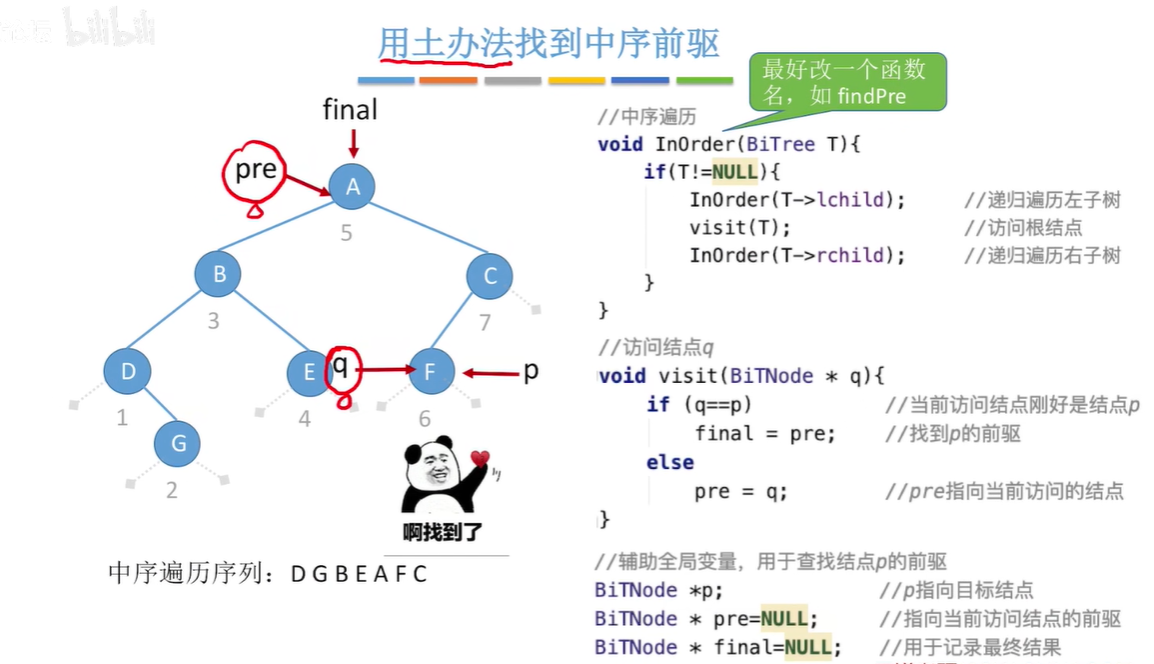 bilibili
用土办法找到中序前驱
最好改一个函数
名，如 findPre
final
pre
A
5
B
C
3
7
D
E
q
F
p
1
4
6
G
2
啊找到了
中序遍历序列：D G B E A F C
//中序遍历
void InOrder(BiTree T){
if(T!=NULL){
InOrder(T->lchild); //递归遍历左子树
visit(T); //访问根结点
InOrder(T->rchild); //递归遍历右子树
}
}
//访问结点q
void visit(BiTNode * q){
if (q==p) //当前访问结点刚好是结点p
final = pre; //找到p的前驱
else
pre = q; //pre指向当前访问的结点
}
//辅助全局变量，用于查找结点p的前驱
BiTNode *p; //p指向目标结点
BiTNode * pre=NULL; //指向当前访问结点的前驱
BiTNode * final=NULL; //用于记录最终结果